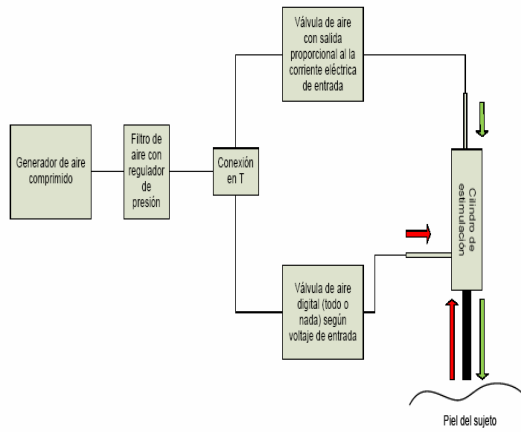 Válvula de aire
con salida
proporcional al la
corriente eléctrica
de entrada
Generador de aire
comprimido
Filtro de
aire con
regulador
de
presión
Conexión
en T
Cilindro de
estimulación
Válvula de aire
digital (todo o
nada) según
voltaje de entrada
Piel del sujeto